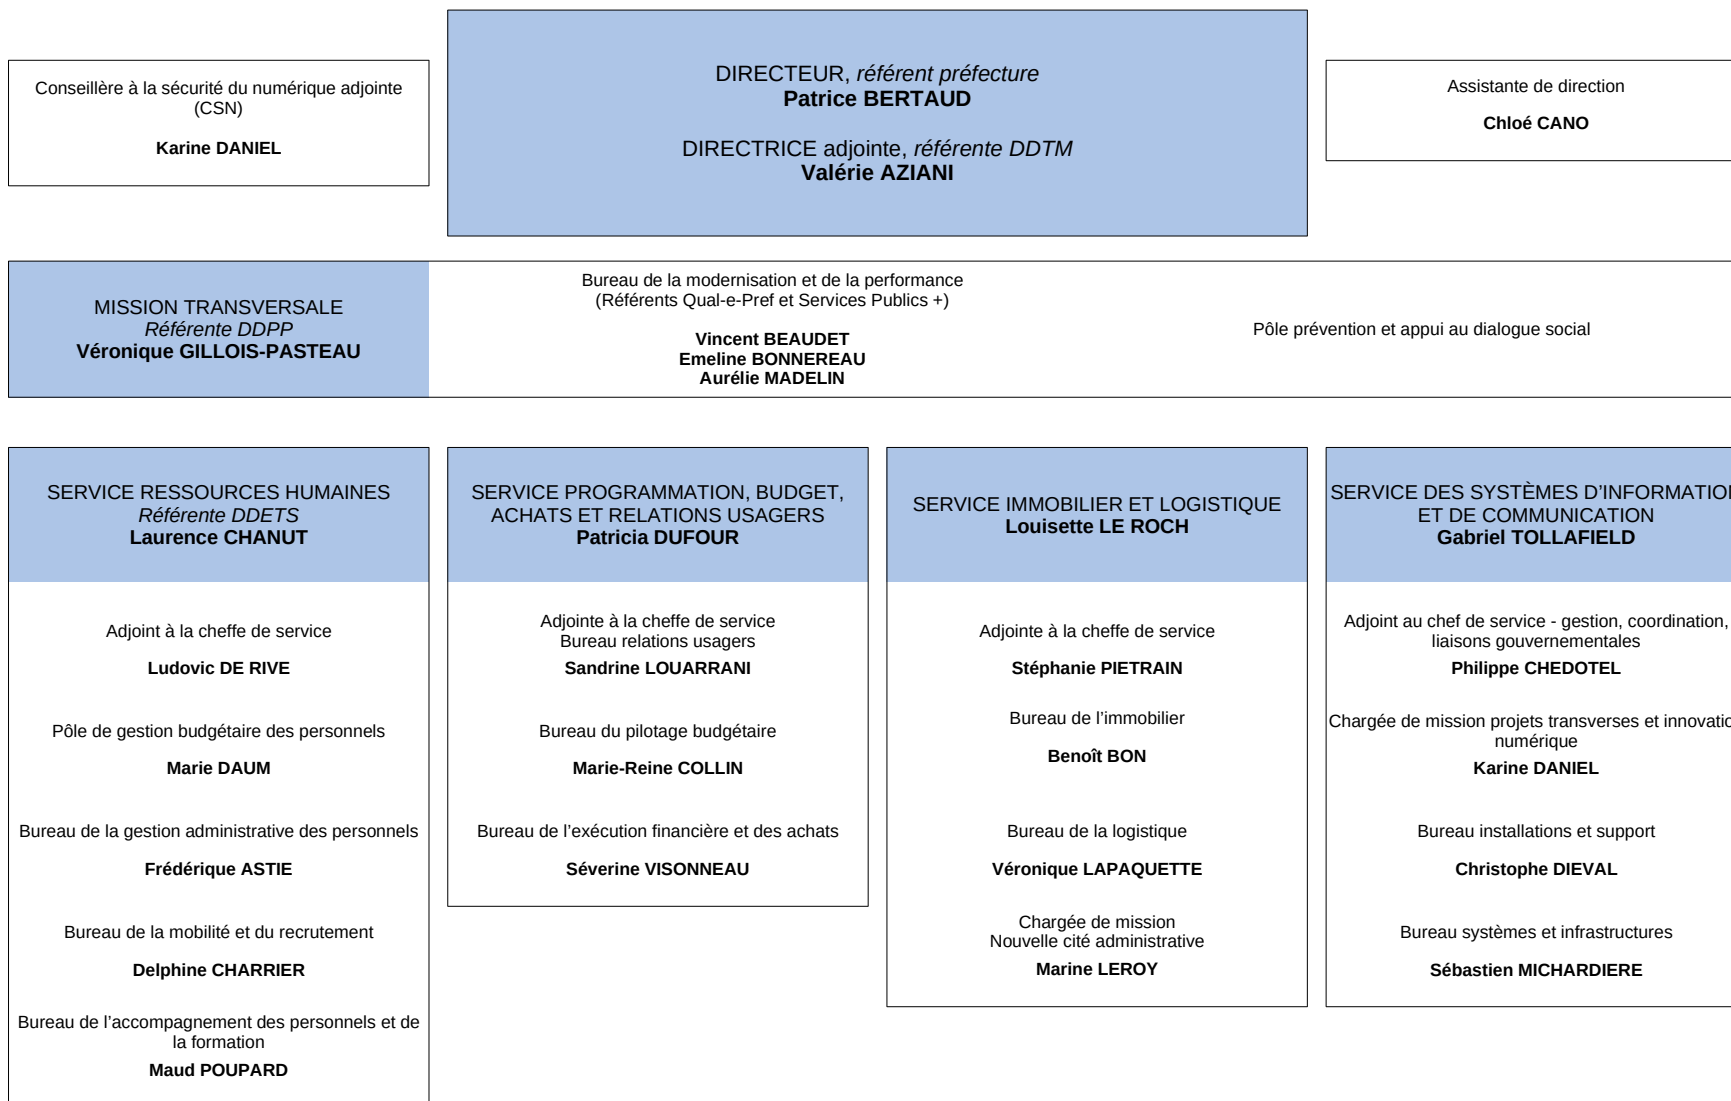 Conseillère à la sécurité du numérique adjointe
(CSN)
Karine DANIEL
DIRECTEUR, référent préfecture
Patrice BERTAUD
DIRECTRICE adjointe, référente DDTM
Valérie AZIANI
Assistante de direction
Chloé CANO
MISSION TRANSVERSALE
Référente DDPP
Véronique GILLOIS-PASTEAU
Bureau de la modernisation et de la performance
(Référents Qual-e-Pref et Services Publics +)
Vincent BEAUDET
Emeline BONNEREAU
Aurélie MADELIN
Pôle prévention et appui au dialogue social
SERVICE RESSOURCES HUMAINES
Référente DDETS
Laurence CHANUT
Adjoint à la cheffe de service
Ludovic DE RIVE
Pôle de gestion budgétaire des personnels
Marie DAUM
Bureau de la gestion administrative des personnels
Frédérique ASTIE
Bureau de la mobilité et du recrutement
Delphine CHARRIER
Bureau de l'accompagnement des personnels et de
la formation
Maud POUPARD
SERVICE PROGRAMMATION, BUDGET,
ACHATS ET RELATIONS USAGERS
Patricia DUFOUR
Adjointe à la cheffe de service
Bureau relations usagers
Sandrine LOUARRANI
Bureau du pilotage budgétaire
Marie-Reine COLLIN
Bureau de l'exécution financière et des achats
Séverine VISONNEAU
SERVICE IMMOBILIER ET LOGISTIQUE
Louisette LE ROCH
Adjointe à la cheffe de service
Stéphanie PIETRAIN
Bureau de l'immobilier
Benoît BON
Bureau de la logistique
Véronique LAPAQUETTE
Chargée de mission
Nouvelle cité administrative
Marine LEROY
SERVICE DES SYSTÈMES D'INFORMATION
ET DE COMMUNICATION
Gabriel TOLLAFIELD
Adjoint au chef de service - gestion, coordination,
liaisons gouvernementales
Philippe CHEDOTEL
Chargée de mission projets transverses et innovatio
numérique
Karine DANIEL
Bureau installations et support
Christophe DIEVAL
Bureau systèmes et infrastructures
Sébastien MICHARDIERE